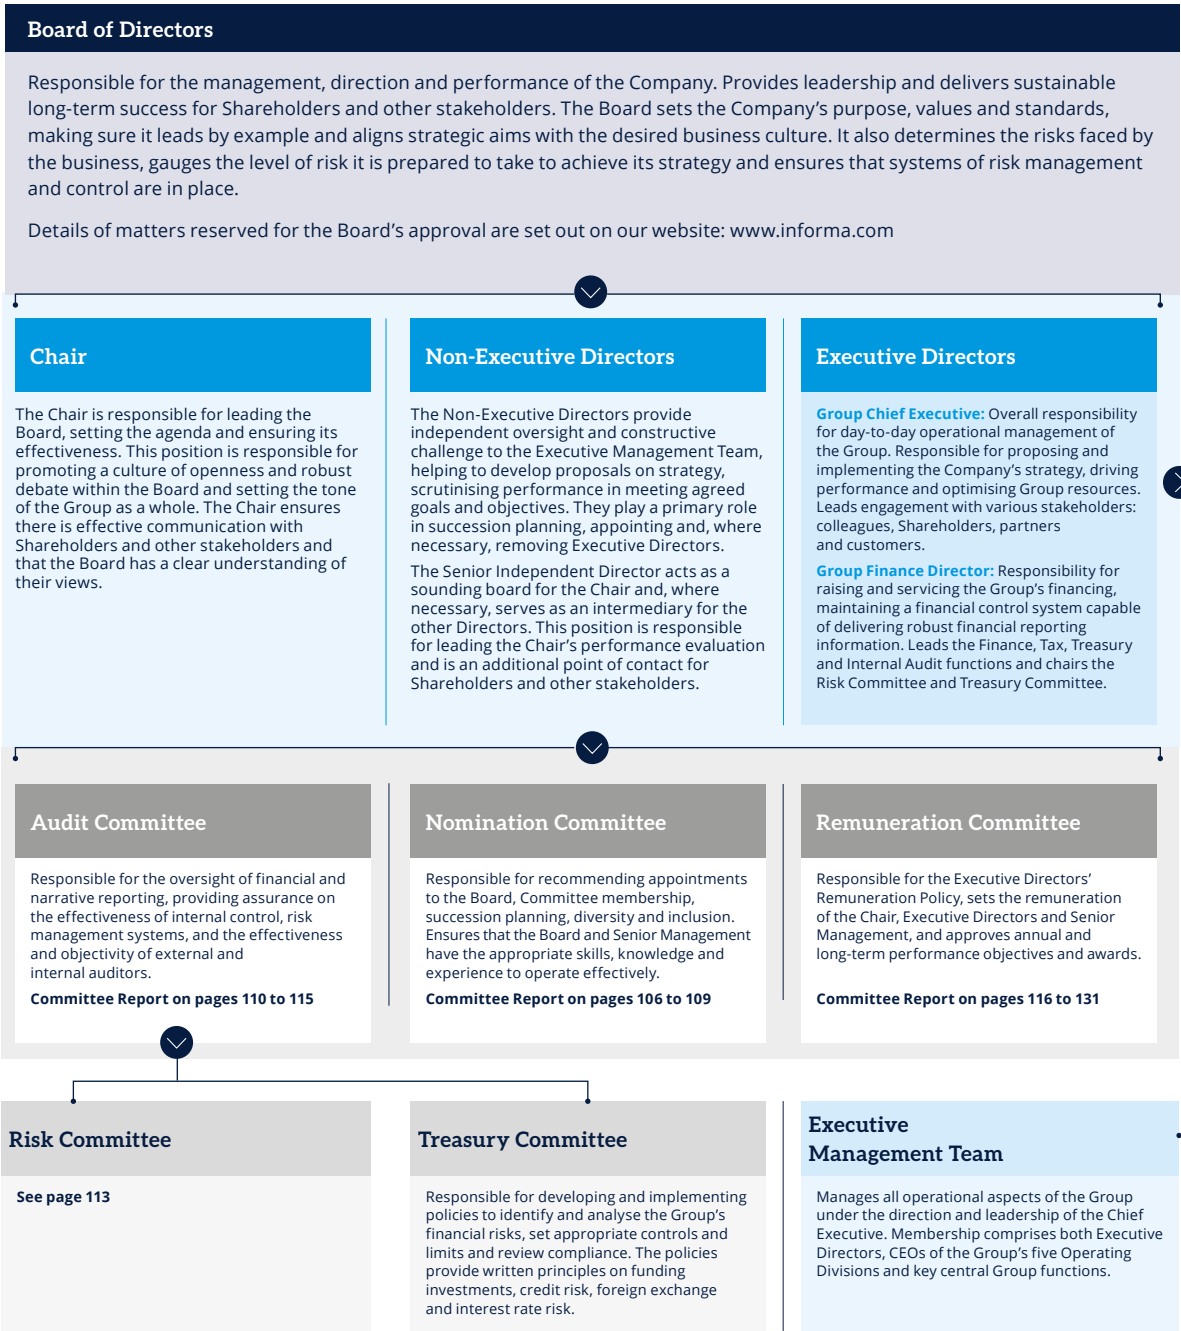 Board of Directors
Responsible for the management, direction and performance of the Company. Provides leadership and delivers sustainable
long-term success for Shareholders and other stakeholders. The Board sets the Company’s purpose, values and standards,
making sure it leads by example and aligns strategic aims with the desired business culture. It also determines the risks faced by
the business, gauges the level of risk it is prepared to take to achieve its strategy and ensures that systems of risk management
and control are in place.
Details of matters reserved for the Board’s approval are set out on our website: www.informa.com
Chair
The Chair is responsible for leading the
Board, setting the agenda and ensuring its
effectiveness. This position is responsible for
promoting a culture of openness and robust
debate within the Board and setting the tone
of the Group as a whole. The Chair ensures
there is effective communication with
Shareholders and other stakeholders and
that the Board has a clear understanding of
their views.
Non-Executive Directors
The Non-Executive Directors provide
independent oversight and constructive
challenge to the Executive Management Team,
helping to develop proposals on strategy,
scrutinising performance in meeting agreed
goals and objectives. They play a primary role
in succession planning, appointing and, where
necessary, removing Executive Directors.
The Senior Independent Director acts as a
sounding board for the Chair and, where
necessary, serves as an intermediary for the
other Directors. This position is responsible
for leading the Chair’s performance evaluation
and is an additional point of contact for
Shareholders and other stakeholders.
Executive Directors
Group Chief Executive: Overall responsibility
for day-to-day operational management of
the Group. Responsible for proposing and
implementing the Company’s strategy, driving
performance and optimising Group resources.
Leads engagement with various stakeholders:
colleagues, Shareholders, partners
and customers.
Group Finance Director: Responsibility for
raising and servicing the Group’s financing,
maintaining a financial control system capable
of delivering robust financial reporting
information. Leads the Finance, Tax, Treasury
and Internal Audit functions and chairs the
Risk Committee and Treasury Committee.
Audit Committee
Responsible for the oversight of financial and
narrative reporting, providing assurance on
the effectiveness of internal control, risk
management systems, and the effectiveness
and objectivity of external and
internal auditors.
Committee Report on pages 110 to 115
Nomination Committee
Responsible for recommending appointments
to the Board, Committee membership,
succession planning, diversity and inclusion.
Ensures that the Board and Senior Management
have the appropriate skills, knowledge and
experience to operate effectively.
Committee Report on pages 106 to 109
Remuneration Committee
Responsible for the Executive Directors’
Remuneration Policy, sets the remuneration
of the Chair, Executive Directors and Senior
Management, and approves annual and
long-term performance objectives and awards.
Committee Report on pages 116 to 131
Risk Committee
See page 113
Treasury Committee
Responsible for developing and implementing
policies to identify and analyse the Group’s
financial risks, set appropriate controls and
limits and review compliance. The policies
provide written principles on funding
investments, credit risk, foreign exchange
and interest rate risk.
Executive
Management Team
Manages all operational aspects of the Group
under the direction and leadership of the Chief
Executive. Membership comprises both Executive
Directors, CEOs of the Group’s five Operating
Divisions and key central Group functions.